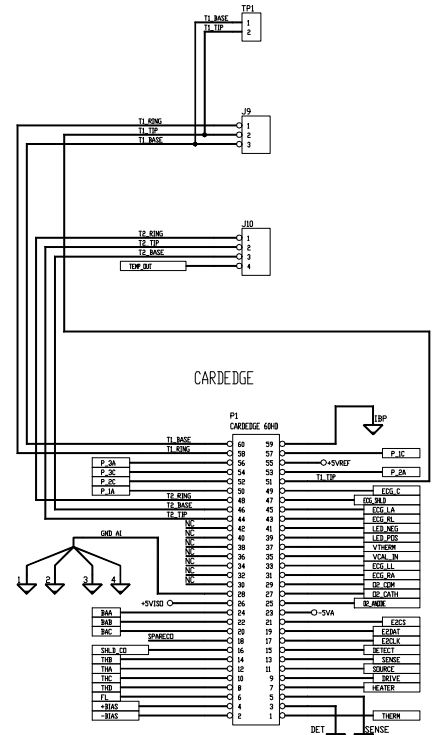 TP1
T1_BASE 1
T1_TIP 2
J9
T1_RING 1
T1_TIP 2
T1_BASE 3
J10
T2_RING 1
T2_TIP 2
T2_BASE 3
TEMP_OUT 4
CARDEDGE
IBP
P1
CARDEDGE 60HD
T1_BASE 60 59
T1_RING 58 57 P_1C
P_3A 56 55 +5VREF
P_3C 54 53 P_2A
P_2C 52 51 T1_TIP
P_1A 50 49 ECG_C
T2_RING 48 47 ECG_SHLD
T2_BASE 46 45 ECG_LA
T2_TIP 44 43 ECG_RL
NC 42 41 LED_NEG
GND AI NC 40 39 LED_POS
NC 38 37 VTHERM
NC 36 35 VCAL_IN
NC 34 33 ECG_LL
NC 32 31 ECG_RA
NC 30 29 O2_COM
1 2 3 4 28 27 O2_CATH
+5VISO 26 25 O2_ANODE
BAA 24 23 -5VA
BAB 22 21 E2CS
BAC 20 19 E2DAT
SPARECO 18 17 E2CLK
SHLD_CO 16 15 DETECT
THB 14 13 SENSE
THA 12 11 SOURCE
THC 10 9 DRIVE
THD 8 7 HEATER
FL 6 5
+BIAS 4 3
-BIAS 2 1 THERM
DET SENSE